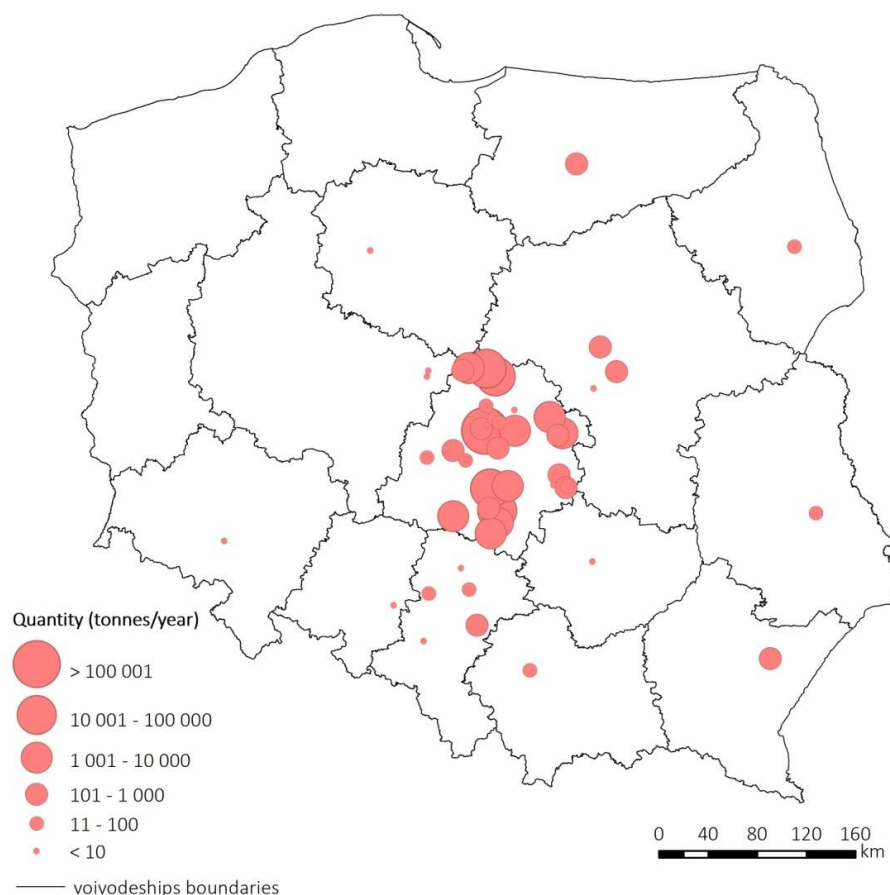 Quantity (tonnes/year)
> 100 001
10 001 - 100 000
1 001 - 10 000
101 - 1 000
11 - 100
< 10
voivodeships boundaries
0 40 80 120 160
km